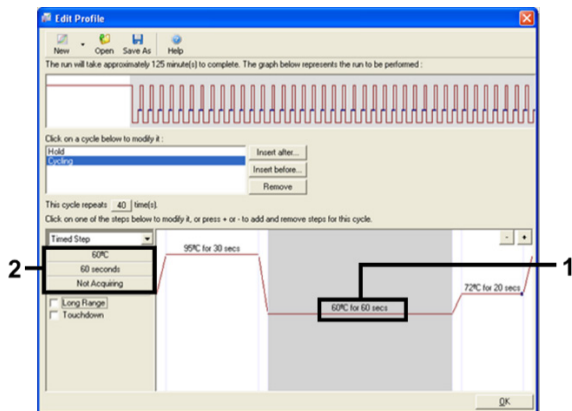 Edit Profile
New Open Save As Help
The run will take approximately 125 minute(s) to complete. The graph below represents the run to be performed :
Click on a cycle below to modify it :
Hold
Cycling
Insert after...
Insert before...
Remove
This cycle repeats 40 time(s).
Click on one of the steps below to modify it, or press + or - to add and remove steps for this cycle.
Timed Step
- +
60ºC
60 seconds
Not Acquiring
Long Range
Touchdown
95ºC for 30 secs
60ºC for 60 secs
72ºC for 20 secs
2
1
OK